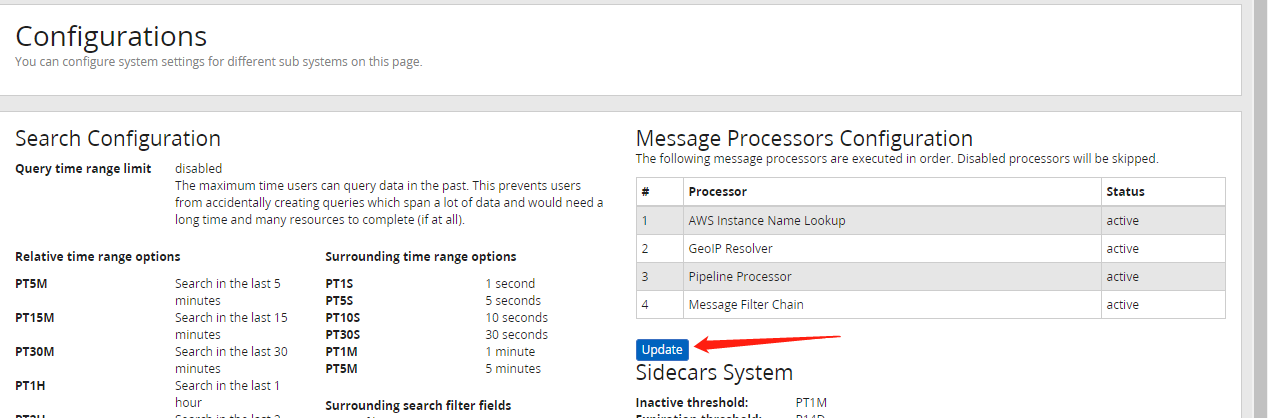 Configurations
You can configure system settings for different sub systems on this page.
Search Configuration
Query time range limit disabled
The maximum time users can query data in the past. This prevents users
from accidentally creating queries which span a lot of data and would need a
long time and many resources to complete (if at all).
Relative time range options
PT5M Search in the last 5
minutes
PT15M Search in the last 15
minutes
PT30M Search in the last 30
minutes
PT1H Search in the last 1
hour
PT2H Search in the last 2
Surrounding time range options
PT1S 1 second
PT5S 5 seconds
PT10S 10 seconds
PT30S 30 seconds
PT1M 1 minute
PT5M 5 minutes
Surrounding search filter fields
Message Processors Configuration
The following message processors are executed in order. Disabled processors will be skipped.
# Processor Status
1 AWS Instance Name Lookup active
2 GeoIP Resolver active
3 Pipeline Processor active
4 Message Filter Chain active
Update
Sidecars System
Inactive threshold: PT1M
Expiration threshold: P14D